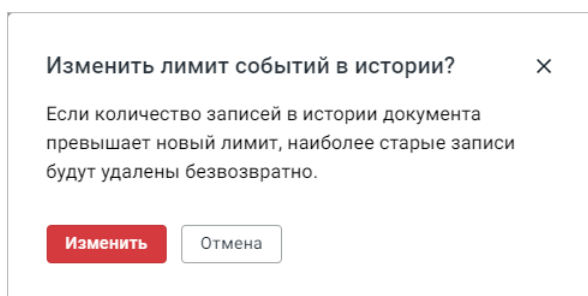 Изменить лимит событий в истории?
Если количество записей в истории документа
превышает новый лимит, наиболее старые записи
будут удалены безвозвратно.
Изменить
Отмена